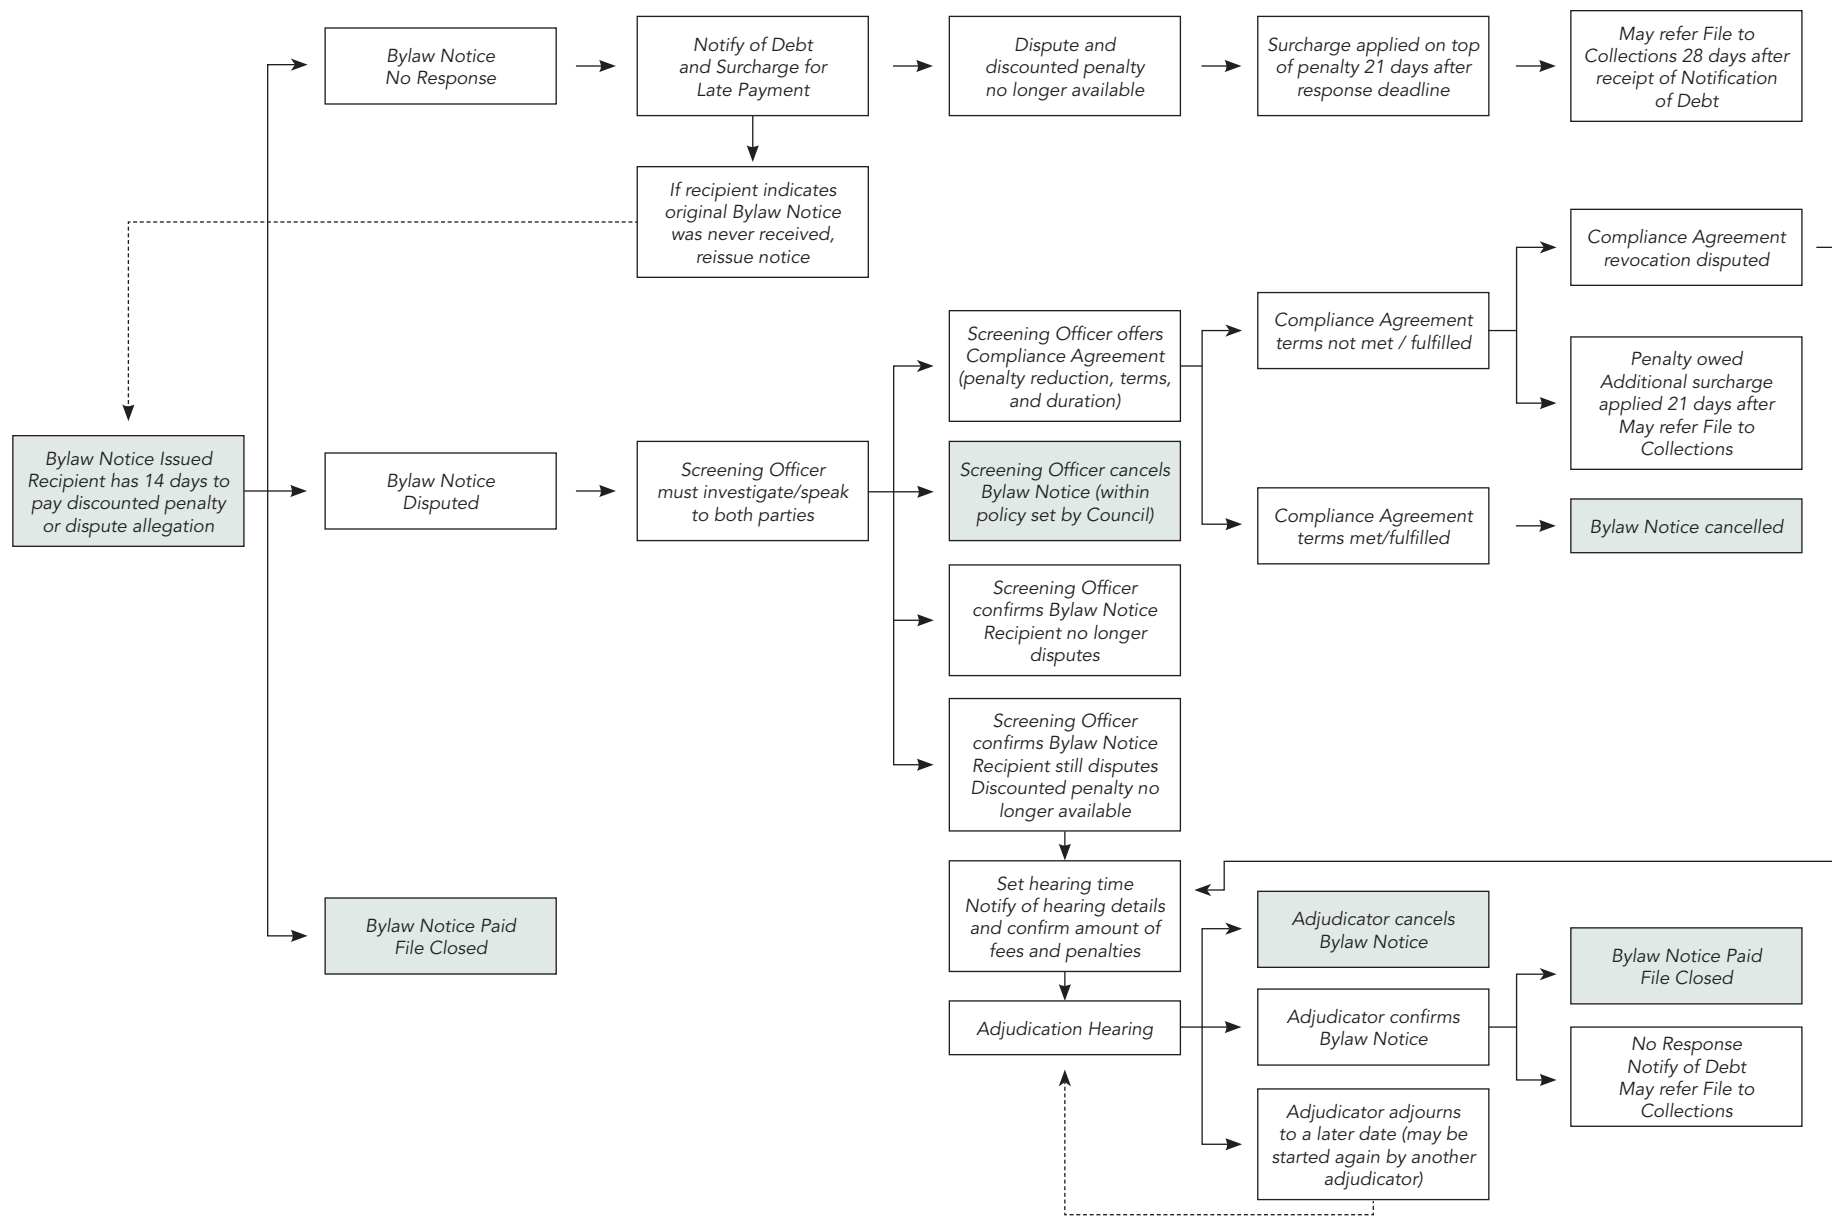 Bylaw Notice
No Response
Notify of Debt
and Surcharge for
Late Payment
Dispute and
discounted penalty
no longer available
Surcharge applied on top
of penalty 21 days after
response deadline
May refer File to
Collections 28 days after
receipt of Notification
of Debt
If recipient indicates
original Bylaw Notice
was never received,
reissue notice
Compliance Agreement
revocation disputed
Screening Officer offers
Compliance Agreement
(penalty reduction, terms,
and duration)
Compliance Agreement
terms not met / fulfilled
Penalty owed
Additional surcharge
applied 21 days after
May refer File to
Collections
Bylaw Notice Issued
Recipient has 14 days to
pay discounted penalty
or dispute allegation
Bylaw Notice
Disputed
Screening Officer
must investigate/speak
to both parties
Screening Officer cancels
Bylaw Notice (within
policy set by Council)
Compliance Agreement
terms met/fulfilled
Bylaw Notice cancelled
Screening Officer
confirms Bylaw Notice
Recipient no longer
disputes
Screening Officer
confirms Bylaw Notice
Recipient still disputes
Discounted penalty no
longer available
Bylaw Notice Paid
File Closed
Set hearing time
Notify of hearing details
and confirm amount of
fees and penalties
Adjudicator cancels
Bylaw Notice
Bylaw Notice Paid
File Closed
Adjudication Hearing
Adjudicator confirms
Bylaw Notice
No Response
Notify of Debt
May refer File to
Collections
Adjudicator adjourns
to a later date (may be
started again by another
adjudicator)